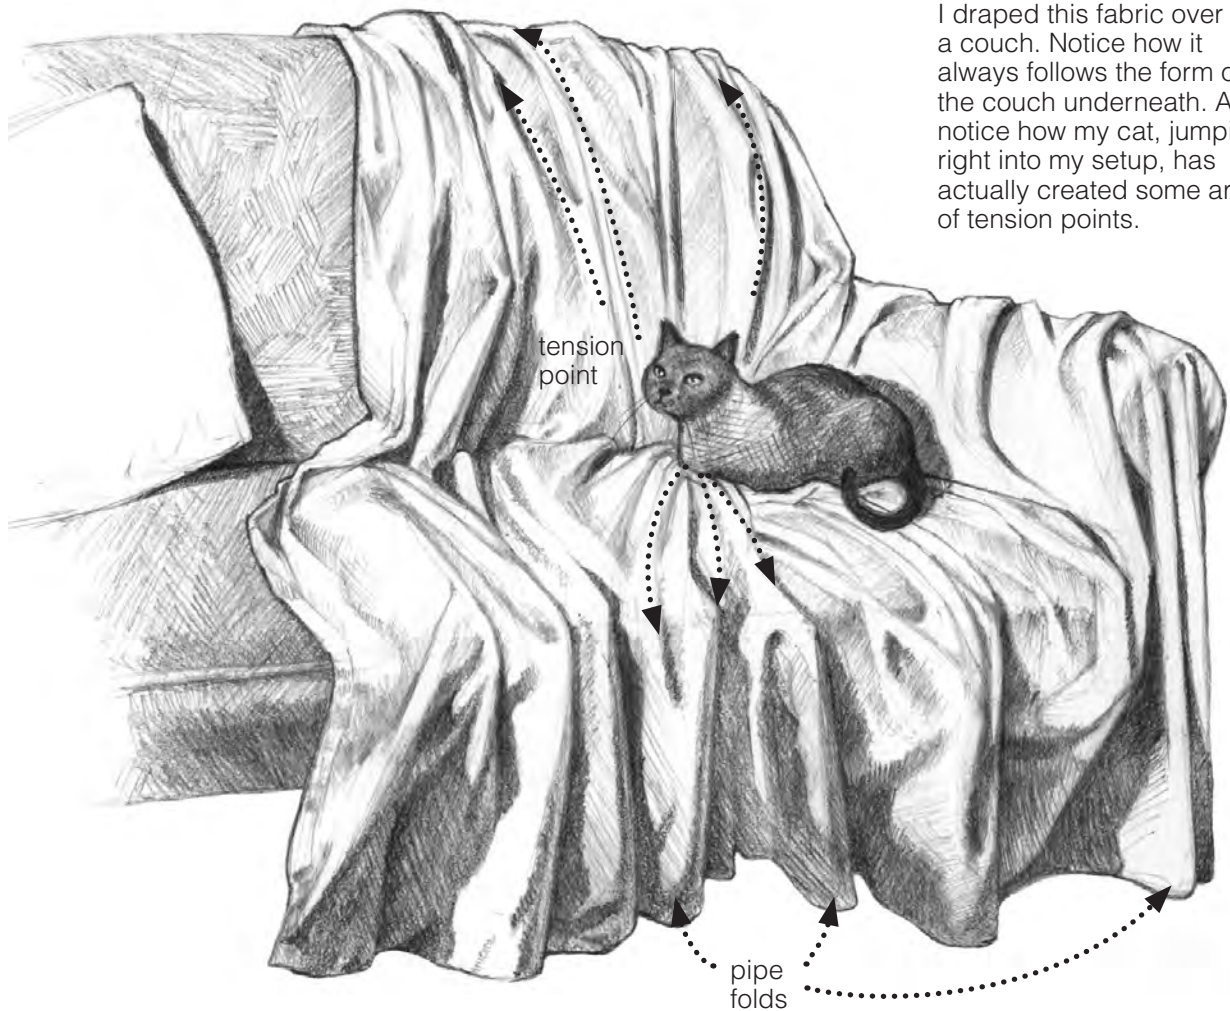 I draped this fabric over
a couch. Notice how it
always follows the form
the couch underneath.
notice how my cat,
right into my setup, has
actually created some
of tension points.
tension
point
pipe
folds